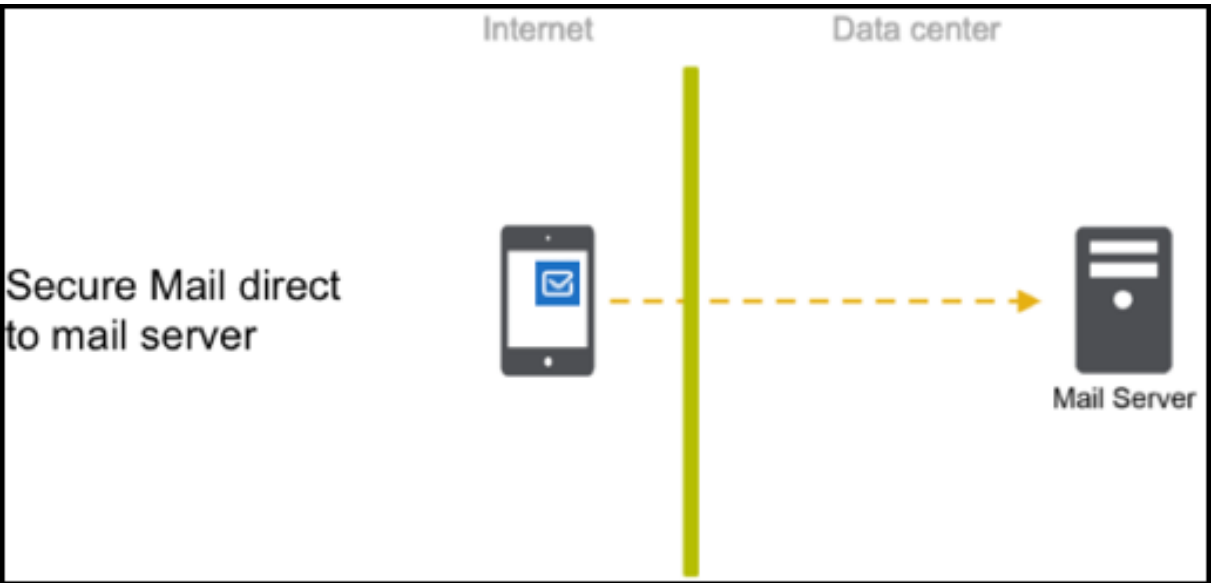 Internet
Data center
Secure Mail direct
to mail server
Mail Server